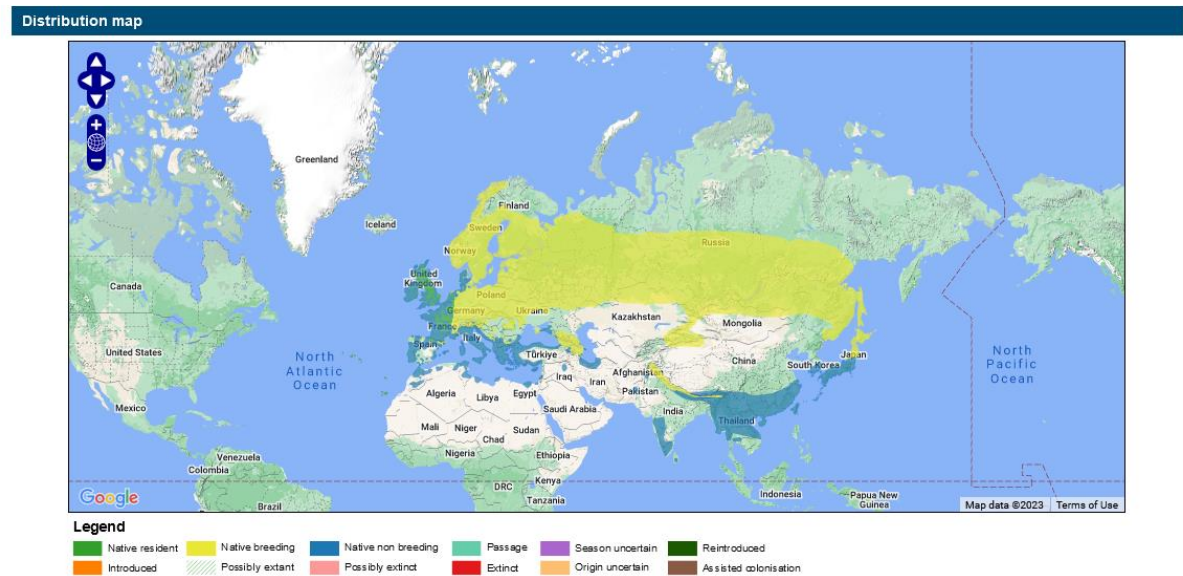 Distribution map
Greenland
Finland
Iceland
Sweden
Russia
Norway
United
Kingdom
Canada
Poland
Germany
Ukraine
France
Kazakhstan
Mongolia
Italy
Spain
United States
North
Atlantic
Ocean
Türkiye
China
South Korea
Japan
North
Pacific
Ocean
Afghanistan
Iraq
Iran
Pakistan
Algeria
Libya
Egypt
Saudi Arabia
India
Mexico
Mali
Niger
Sudan
Thailand
Chad
Nigeria
Ethiopia
Venezuela
Colombia
Kenya
DRC
Indonesia
Papua New
Guinea
Tanzania
Brazil
Google
Map data ©2023 Terms of Use
Legend
Native resident Native breeding Native non breeding Passage Season uncertain Reintroduced
Introduced Possibly extant Possibly extinct Extinct Origin uncertain Assisted colonisation